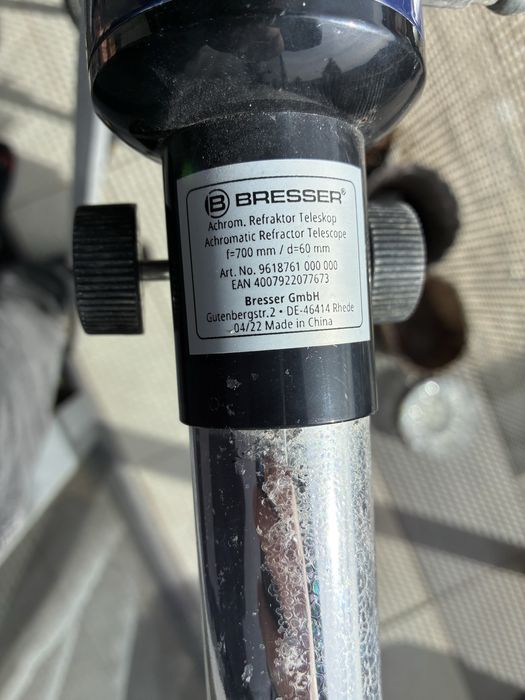 B BRESSER®
Achrom. Refraktor Teleskop
Achromatic Refractor Telescope
f=700 mm / d=60 mm
Art. No. 9618761 000 000
EAN 4007922077673
Bresser GmbH
Gutenbergstr.2 • DE-46414 Rhede
04/22 Made in China